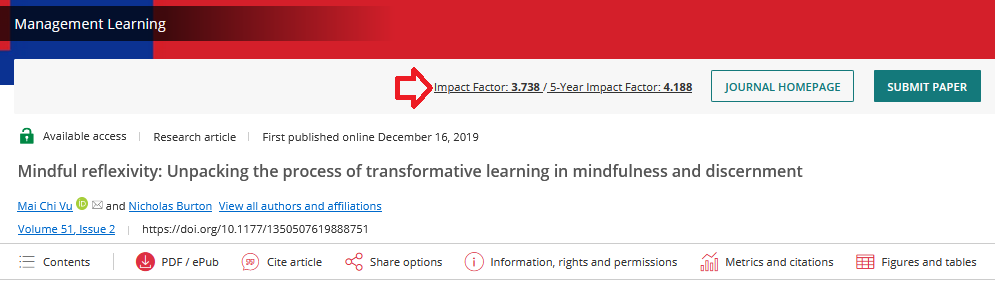 Management Learning
Impact Factor: 3.738 / 5-Year Impact Factor: 4.188
JOURNAL HOMEPAGE
SUBMIT PAPER
Available access | Research article | First published online December 16, 2019
Mindful reflexivity: Unpacking the process of transformative learning in mindfulness and discernment
Mai Chi Vu iD and Nicholas Burton View all authors and affiliations
Volume 51, Issue 2 | https://doi.org/10.1177/1350507619888751
Contents | PDF / ePub Cite article Share options Information, rights and permissions Metrics and citations Figures and tables